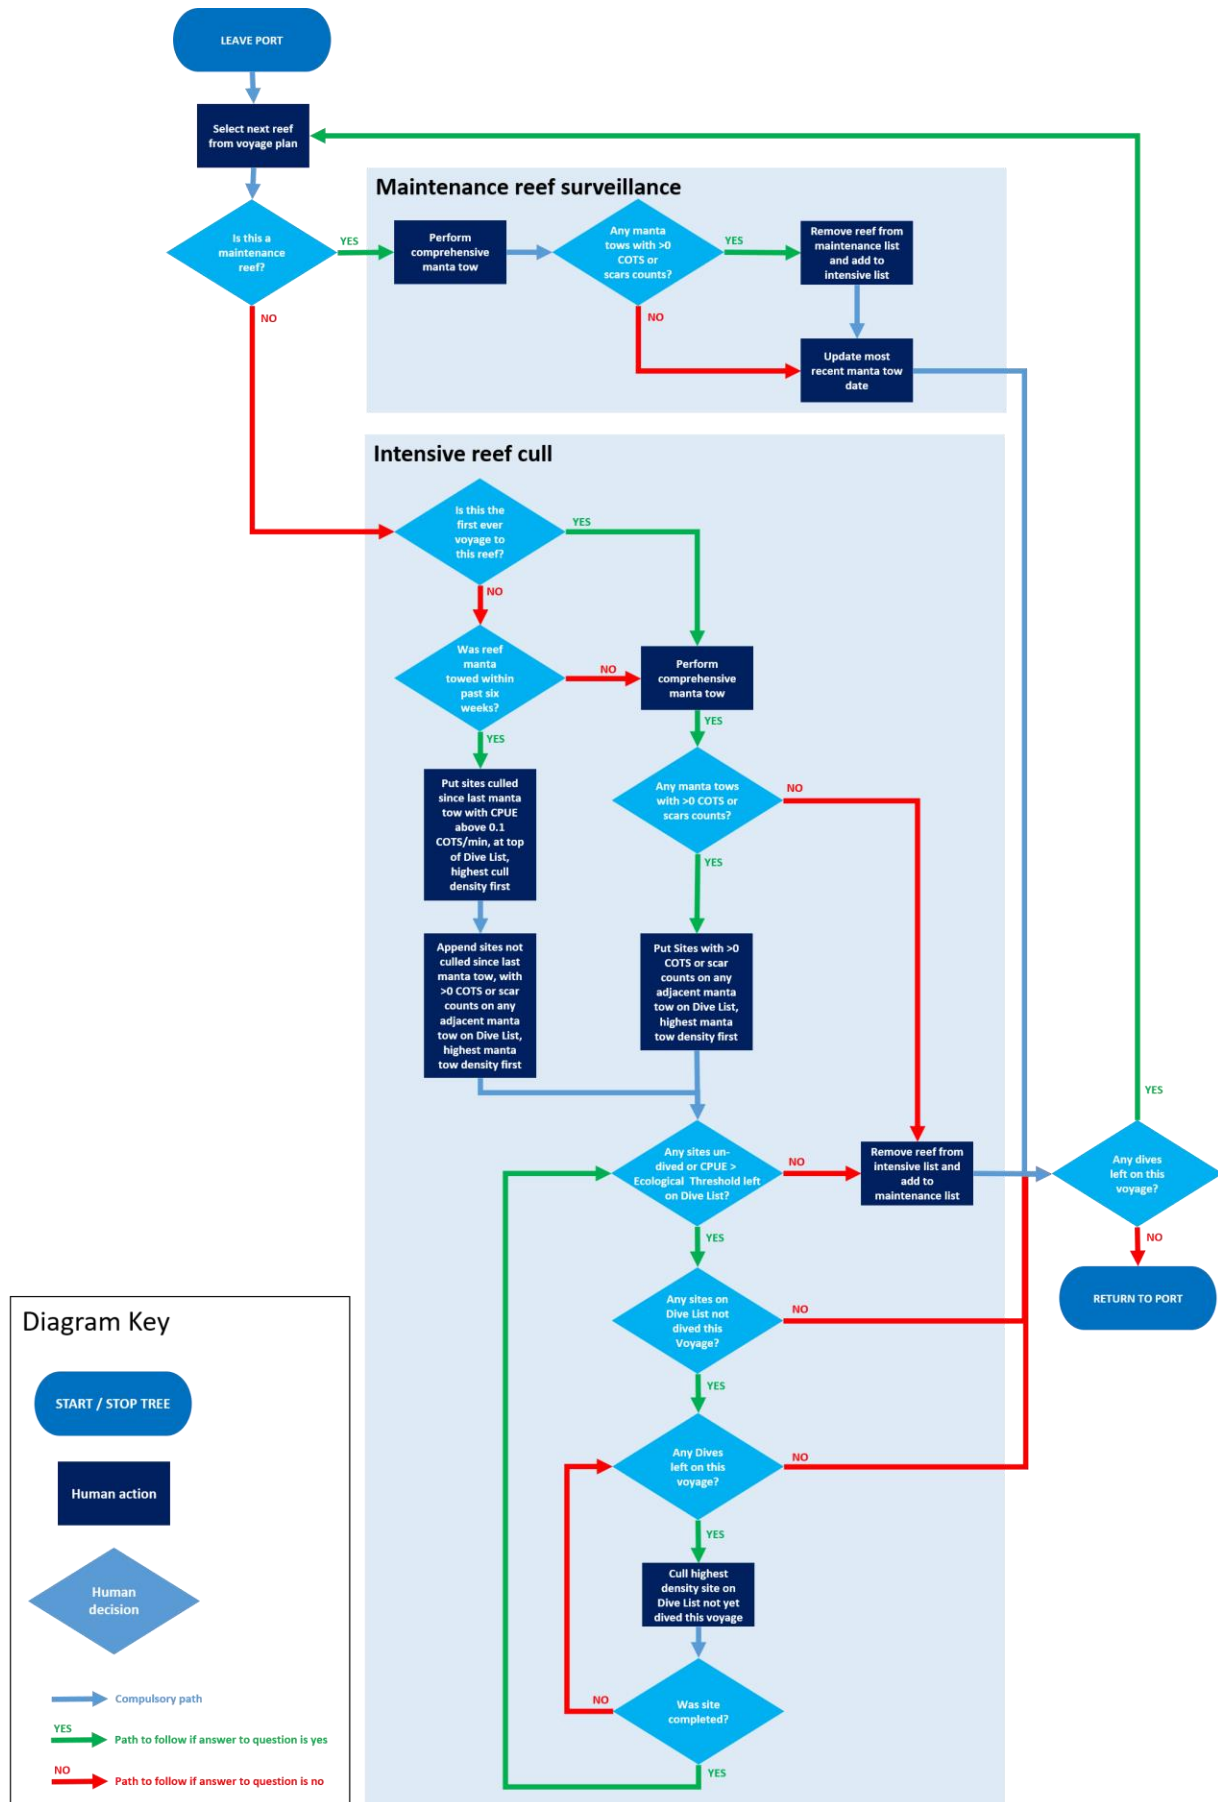 LEAVE PORT
Select next reef
from voyage plan
Maintenance reef surveillance
Is this a
maintenance
reef?
YES
NO
Perform
comprehensive
manta tow
Any manta
tows with >0
COTS or
scars counts?
YES
NO
Remove reef from
maintenance list
and add to
intensive list
Update most
recent manta tow
date
Intensive reef cull
Is this the
first ever
voyage to
this reef?
YES
NO
Was reef
manta
towed within
past six
weeks?
NO
YES
Perform
comprehensive
manta tow
YES
Put sites culled
since last manta
tow with CPUE
above 0.1
COTS/min, at top
of Dive List,
highest cull
density first
Any manta tows
with >0 COTS or
scars counts?
NO
YES
Append sites not
culled since last
manta tow, with
>0 COTS or scar
counts on any
adjacent manta
tow on Dive List,
highest manta
tow density first
Put Sites with >0
COTS or scar
counts on any
adjacent manta
tow on Dive List,
highest manta
tow density first
Any sites un-
dived or CPUE >
Ecological Threshold left
on Dive List?
NO
YES
Remove reef from
intensive list and
add to
maintenance list
YES
Any dives
left on this
voyage?
NO
RETURN TO PORT
Any sites on
Dive List not
dived this
Voyage?
NO
YES
Any Dives
left on this
voyage?
NO
YES
Cull highest
density site on
Dive List not yet
dived this voyage
Was site
completed?
NO
YES
Diagram Key
START / STOP TREE
Human action
Human
decision
Compulsory path
YES
Path to follow if answer to question is yes
NO
Path to follow if answer to question is no